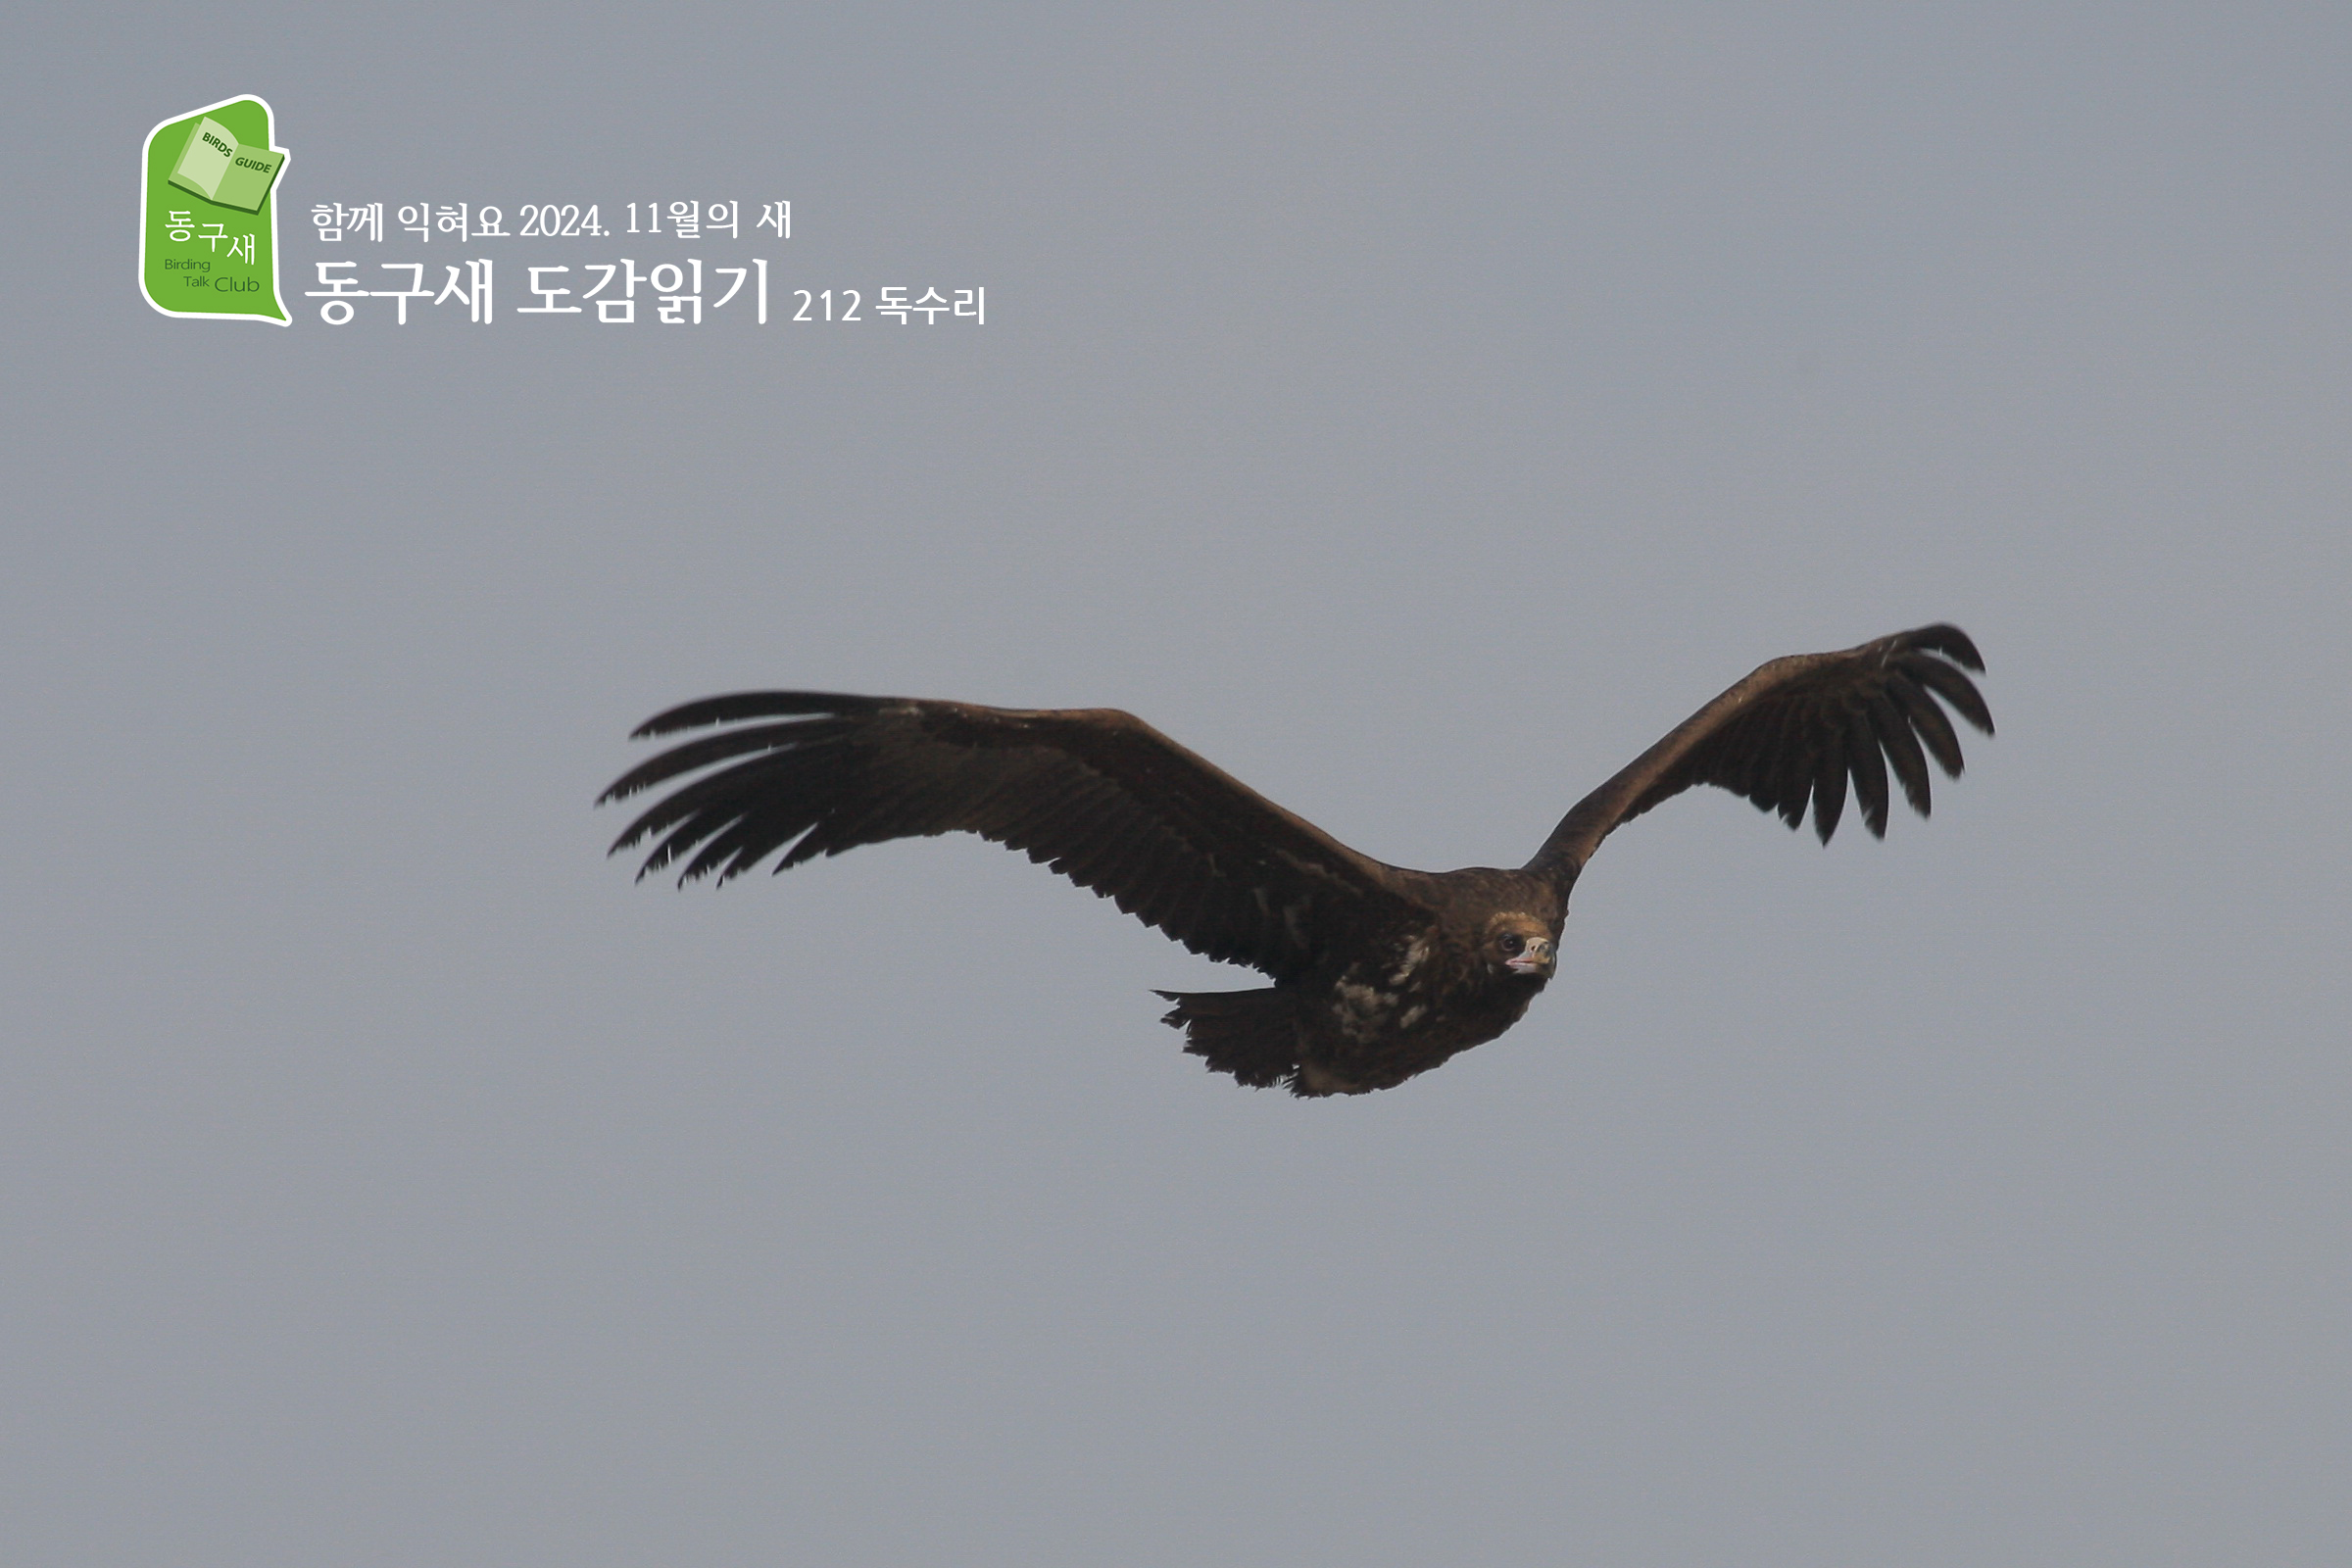 BIRDS GUIDE
동구새
Birding
Talk Club
함께 익혀요 2024. 11월의 새
동구새 도감읽기 212 독수리